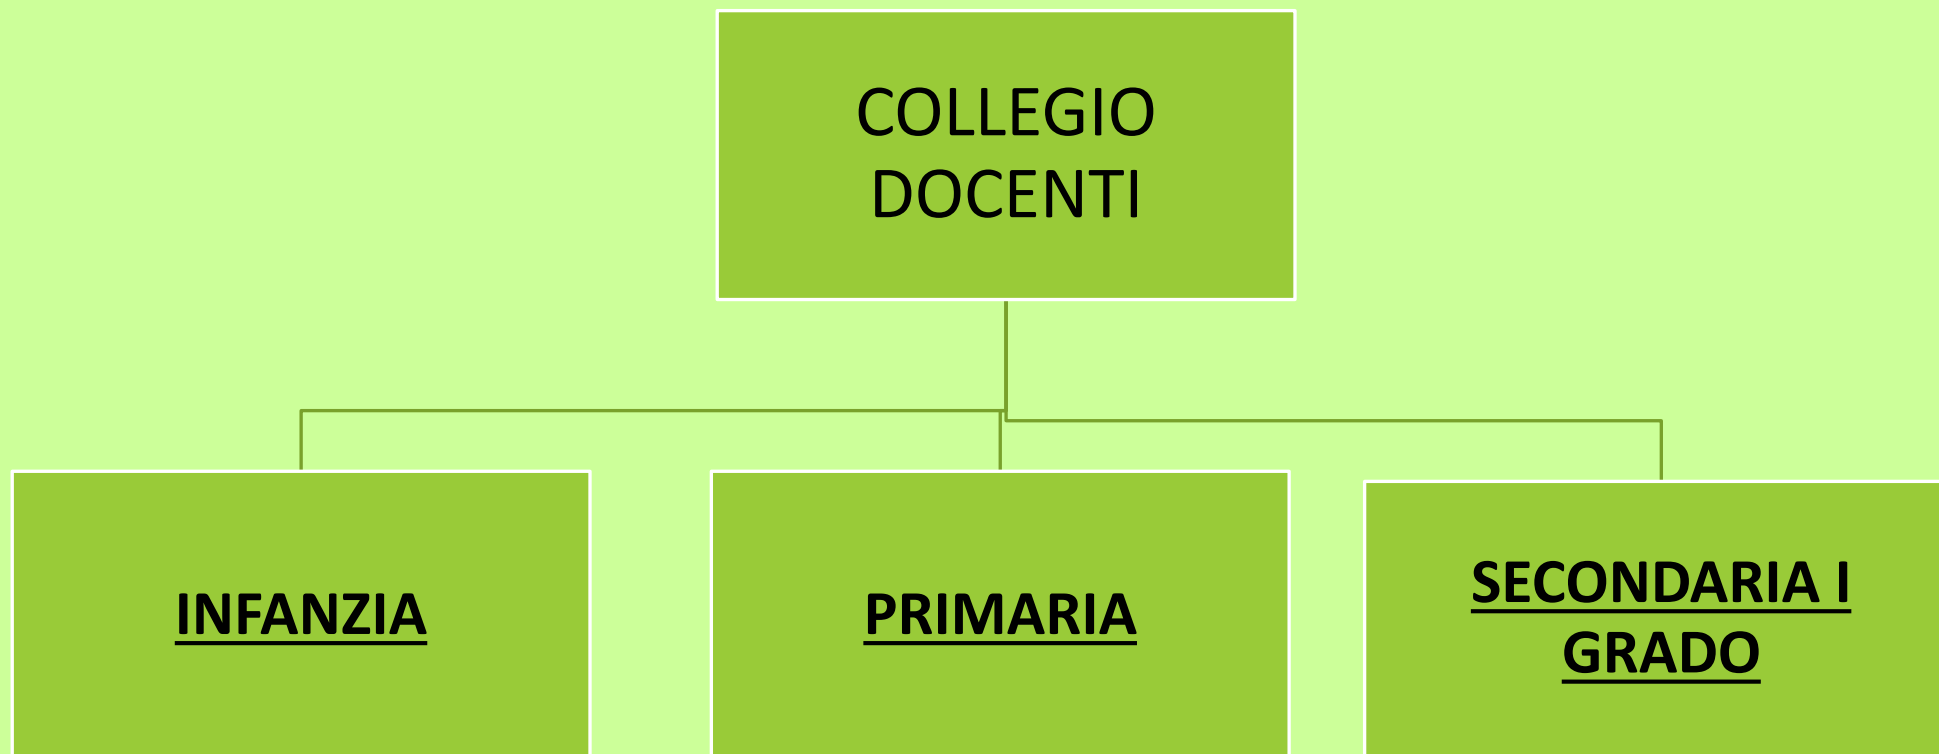 COLLEGIO
DOCENTI
INFANZIA
PRIMARIA
SECONDARIA I
GRADO